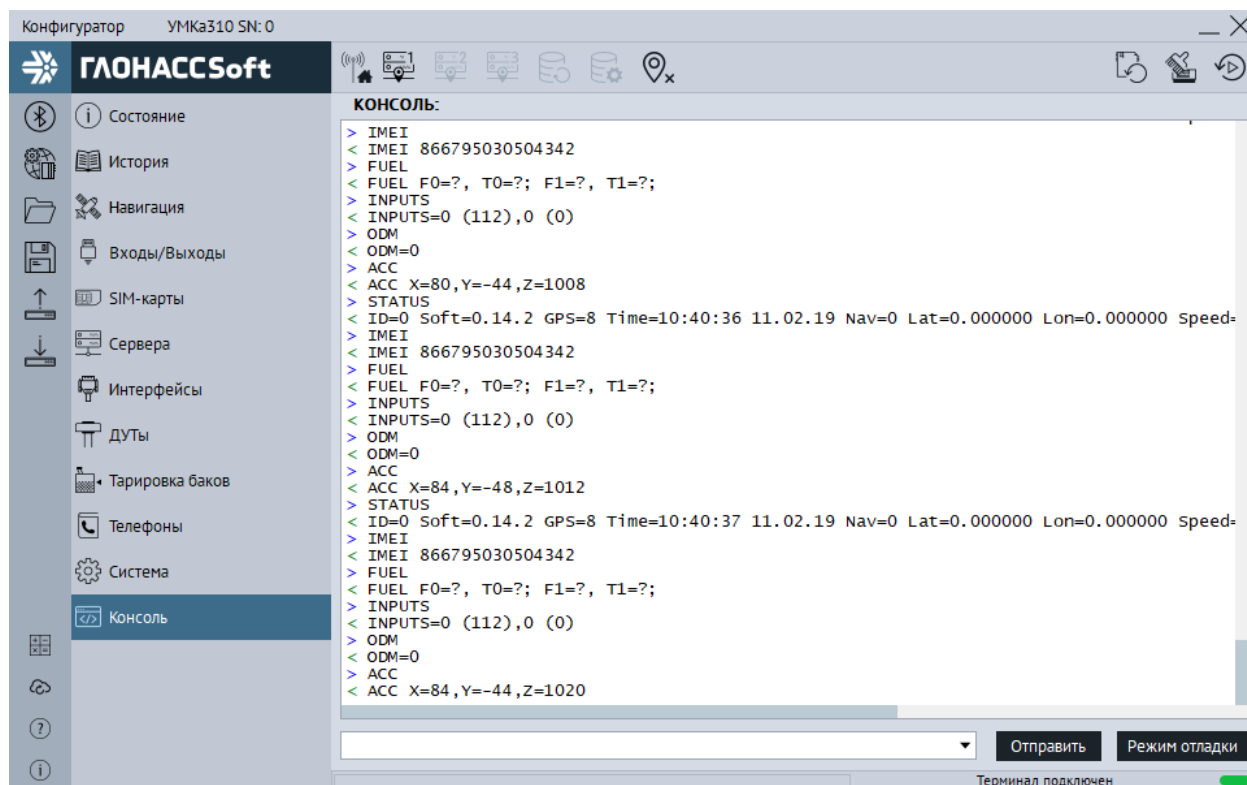 Конфигуратор УМКа310 SN: 0
ГЛОНАССSoft
1 2 3
КОНСОЛЬ:
Состояние
История
Навигация
Входы/Выходы
SIM-карты
Сервера
Интерфейсы
ДУТы
Тарировка баков
Телефоны
Система
Консоль
> IMEI
< IMEI 866795030504342
> FUEL
< FUEL F0=?, T0=?; F1=?, T1=?;
> INPUTS
< INPUTS=0 (112),0 (0)
> ODM
< ODM=0
> ACC
< ACC X=80,Y=-44,Z=1008
> STATUS
< ID=0 Soft=0.14.2 GPS=8 Time=10:40:36 11.02.19 Nav=0 Lat=0.000000 Lon=0.000000 Speed=
> IMEI
< IMEI 866795030504342
> FUEL
< FUEL F0=?, T0=?; F1=?, T1=?;
> INPUTS
< INPUTS=0 (112),0 (0)
> ODM
< ODM=0
> ACC
< ACC X=84,Y=-48,Z=1012
> STATUS
< ID=0 Soft=0.14.2 GPS=8 Time=10:40:37 11.02.19 Nav=0 Lat=0.000000 Lon=0.000000 Speed=
> IMEI
< IMEI 866795030504342
> FUEL
< FUEL F0=?, T0=?; F1=?, T1=?;
> INPUTS
< INPUTS=0 (112),0 (0)
> ODM
< ODM=0
> ACC
< ACC X=84,Y=-44,Z=1020
Отправить
Режим отладки
Терминал подключен